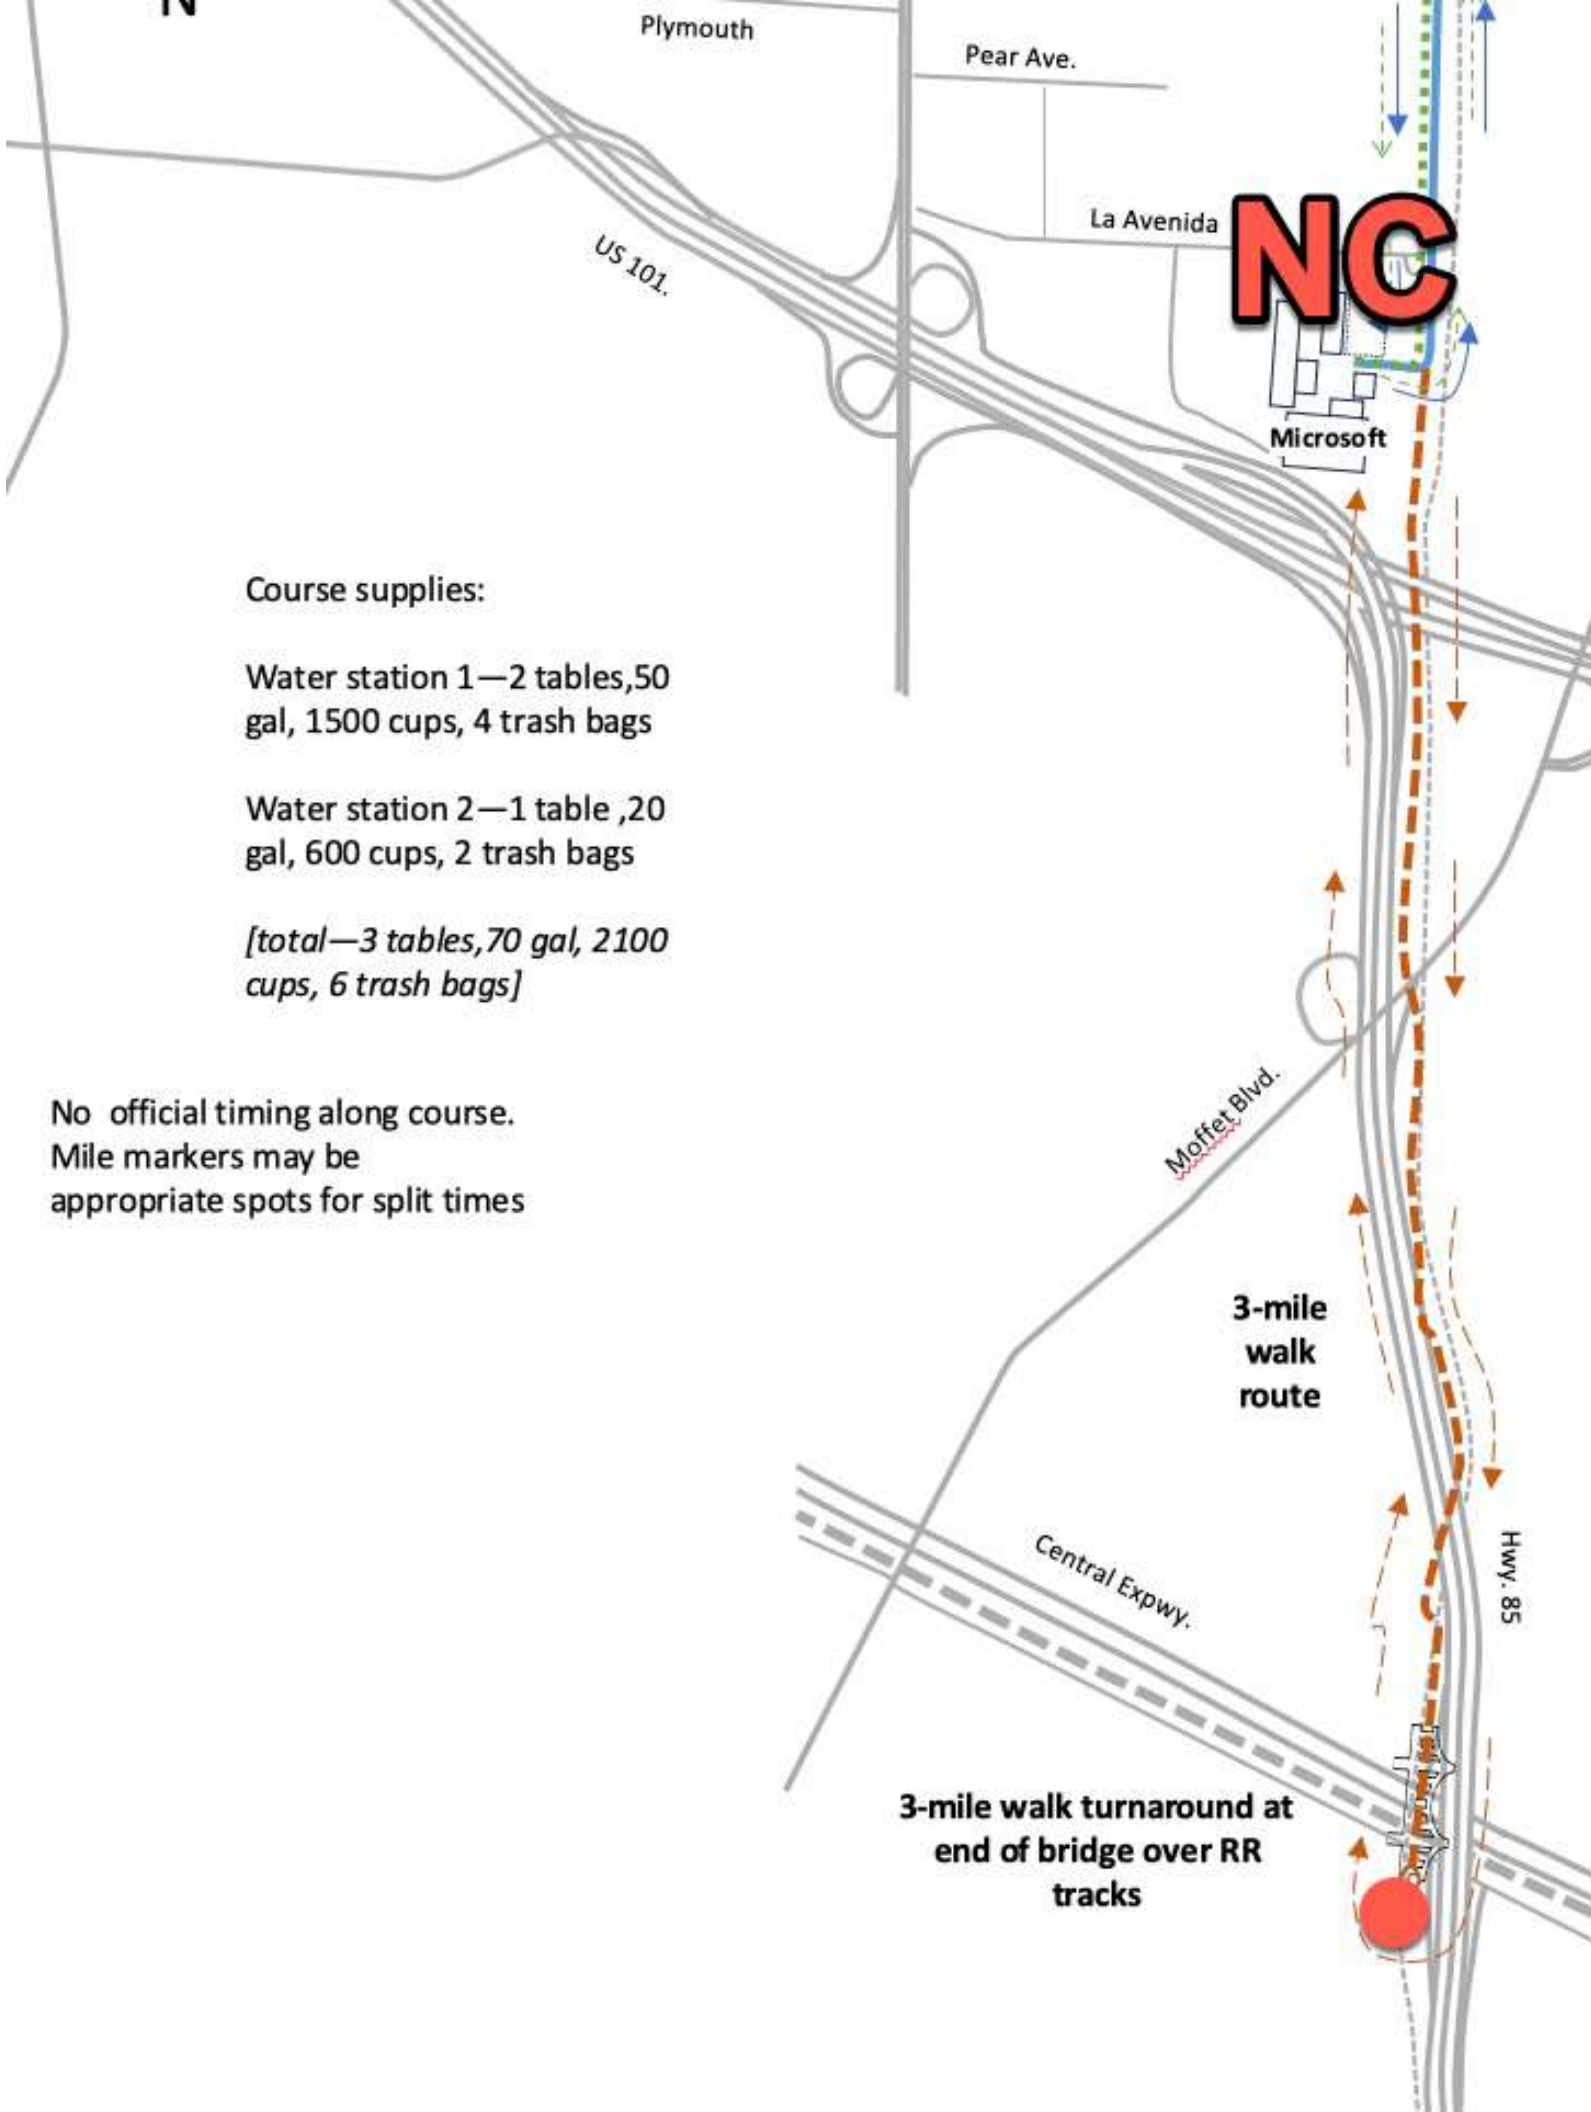 N
Plymouth
Pear Ave.
La Avenida
NC
US 101.
Microsoft
Course supplies:
Water station 1—2 tables,50
gal, 1500 cups, 4 trash bags
Water station 2—1 table ,20
gal, 600 cups, 2 trash bags
[total—3 tables,70 gal, 2100
cups, 6 trash bags]
No  official timing along course.
Mile markers may be
appropriate spots for split times
Moffet Blvd.
3-mile
walk
route
Central Expwy.
Hwy. 85
3-mile walk turnaround at
end of bridge over RR
tracks